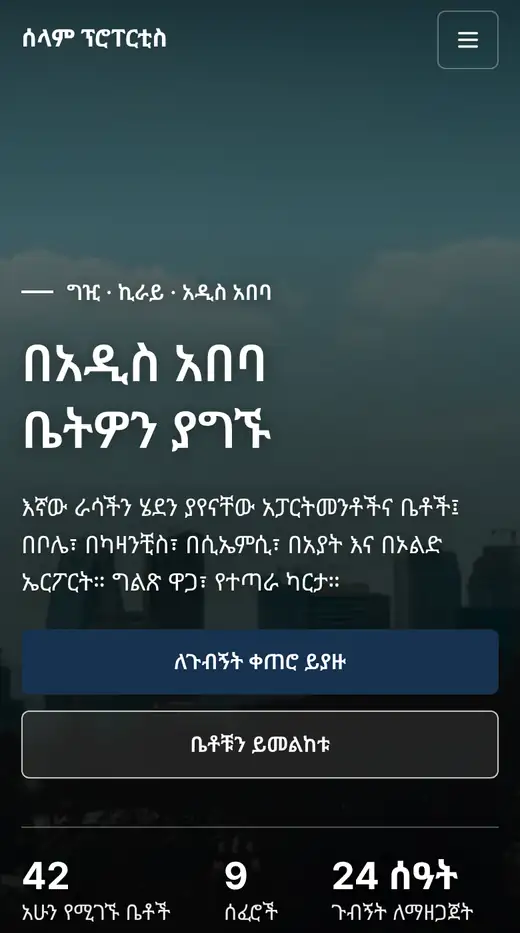 ሰላም ፕሮፐርቲስ
ግዢ · ኪራይ · አዲስ አበባ
በአዲስ አበባ
ቤትዎን ያግኙ
እኛው ራሳችን ሄደን ያየናቸው አፓርትመንቶችና ቤቶች፤
በቦሌ፣ በካዛንቺስ፣ በሲኤምሲ፣ በአያት እና በኦልድ
ኤርፖርት። ግልጽ ዋጋ፣ የተጣራ ካርታ።
ለጉብኝት ቀጠሮ ይያዙ
ቤቶቹን ይመልከቱ
42 9 24 ሰዓት
አሁን የሚገኙ ቤቶች ሰፈሮች ጉብኝት ለማዘጋጀት